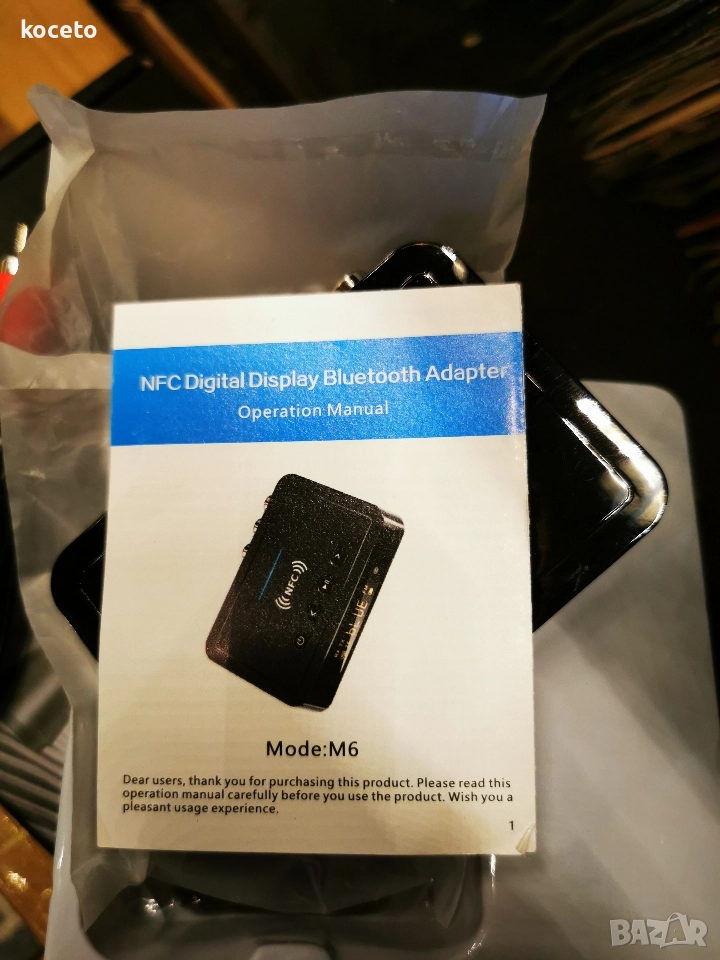 koceto
NFC Digital Display Bluetooth Adapter
Operation Manual
((((NFC))))
bLUE
Mode:M6
Dear users, thank you for purchasing this product. Please read this
operation manual carefully before you use the product. Wish you a
pleasant usage experience.
1
BAZAR